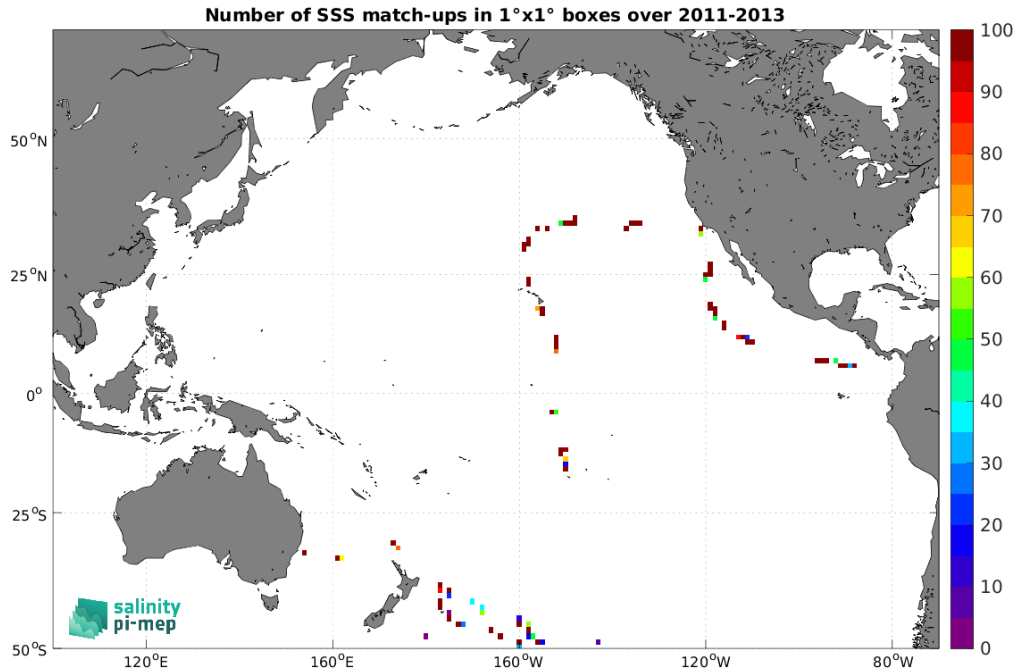 Number of SSS match-ups in 1°x1° boxes over 2011-2013
100
90
80
70
60
50
40
30
20
10
0
50°N
25°N
0°
25°S
50°S
120°E
160°E
160°W
120°W
80°W
salinity
pi-mep